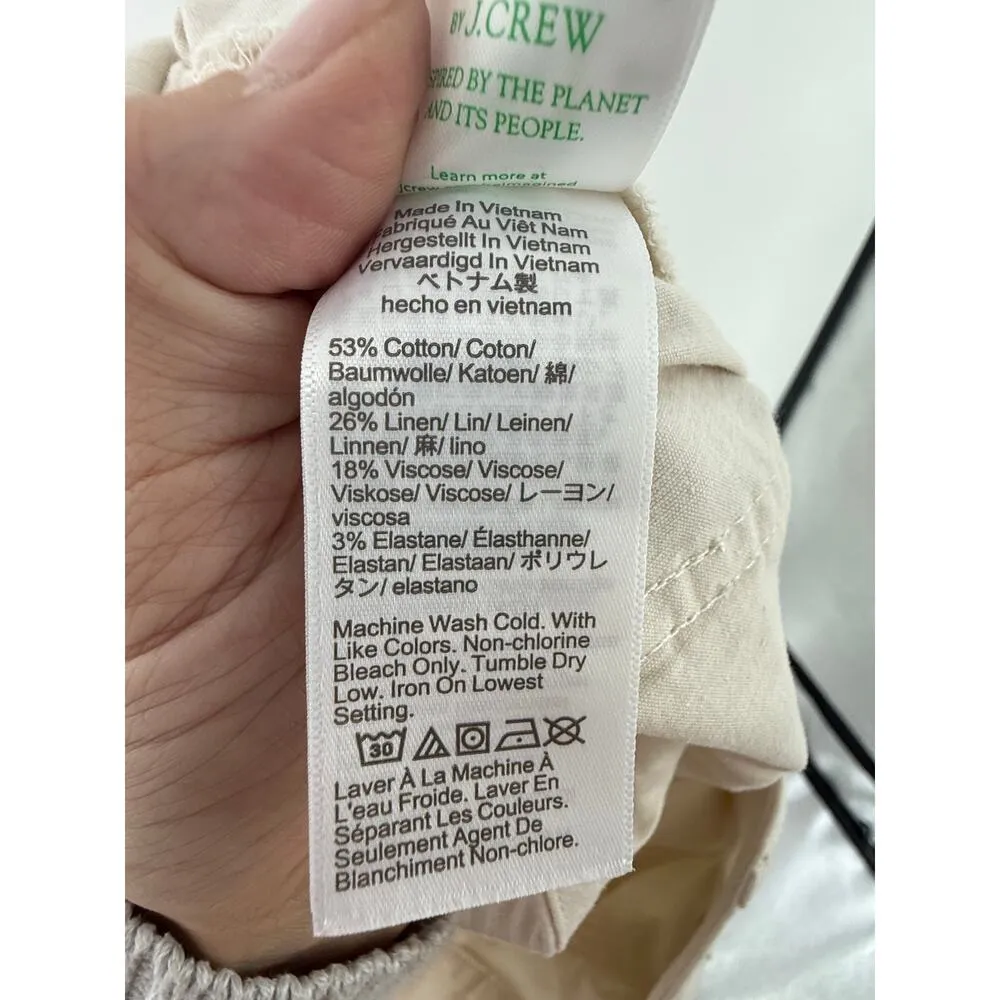 BY J.CREW
BY THE PLANET
AND ITS PEOPLE.
Learn more at
Made In Vietnam
Fabriqué Au Viêt Nam
Hergestellt In Vietnam
Vervaardigd In Vietnam
ベトナム製
hecho en vietnam
53% Cotton/ Coton/
Baumwolle/ Katoen/ 綿/
algodón
26% Linen/ Lin/ Leinen/
Linnen/ 麻/ lino
18% Viscose/ Viscose/
Viskose/ Viscose/ レーヨン/
viscosa
3% Elastane/ Élasthanne/
Elastan/ Elastaan/ ポリウレ
タン/ elastano
Machine Wash Cold. With
Like Colors. Non-chlorine
Bleach Only. Tumble Dry
Low. Iron On Lowest
Setting.
30
Laver À La Machine À
L'eau Froide. Laver En
Séparant Les Couleurs.
Seulement Agent De
Blanchiment Non-chlore.